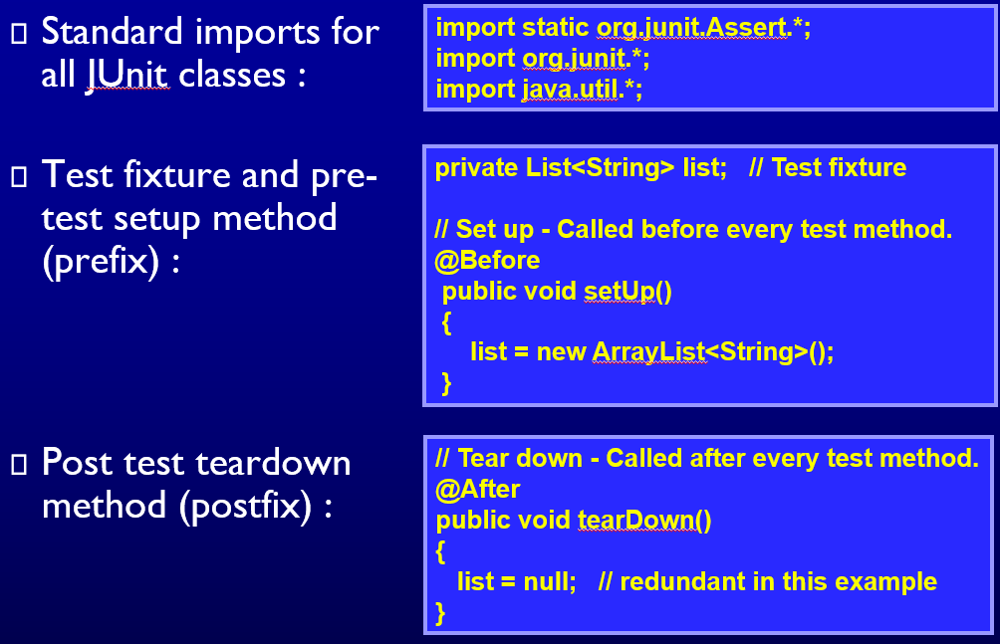 Standard imports for
all JUnit classes :
import static org.junit.Assert.*;
import org.junit.*;
import java.util.*;
Test fixture and pre-
test setup method
(prefix) :
private List<String> list;   // Test fixture
// Set up - Called before every test method.
@Before
public void setUp()
{
list = new ArrayList<String>();
}
Post test teardown
method (postfix) :
// Tear down - Called after every test method.
@After
public void tearDown()
{
list = null;   // redundant in this example
}